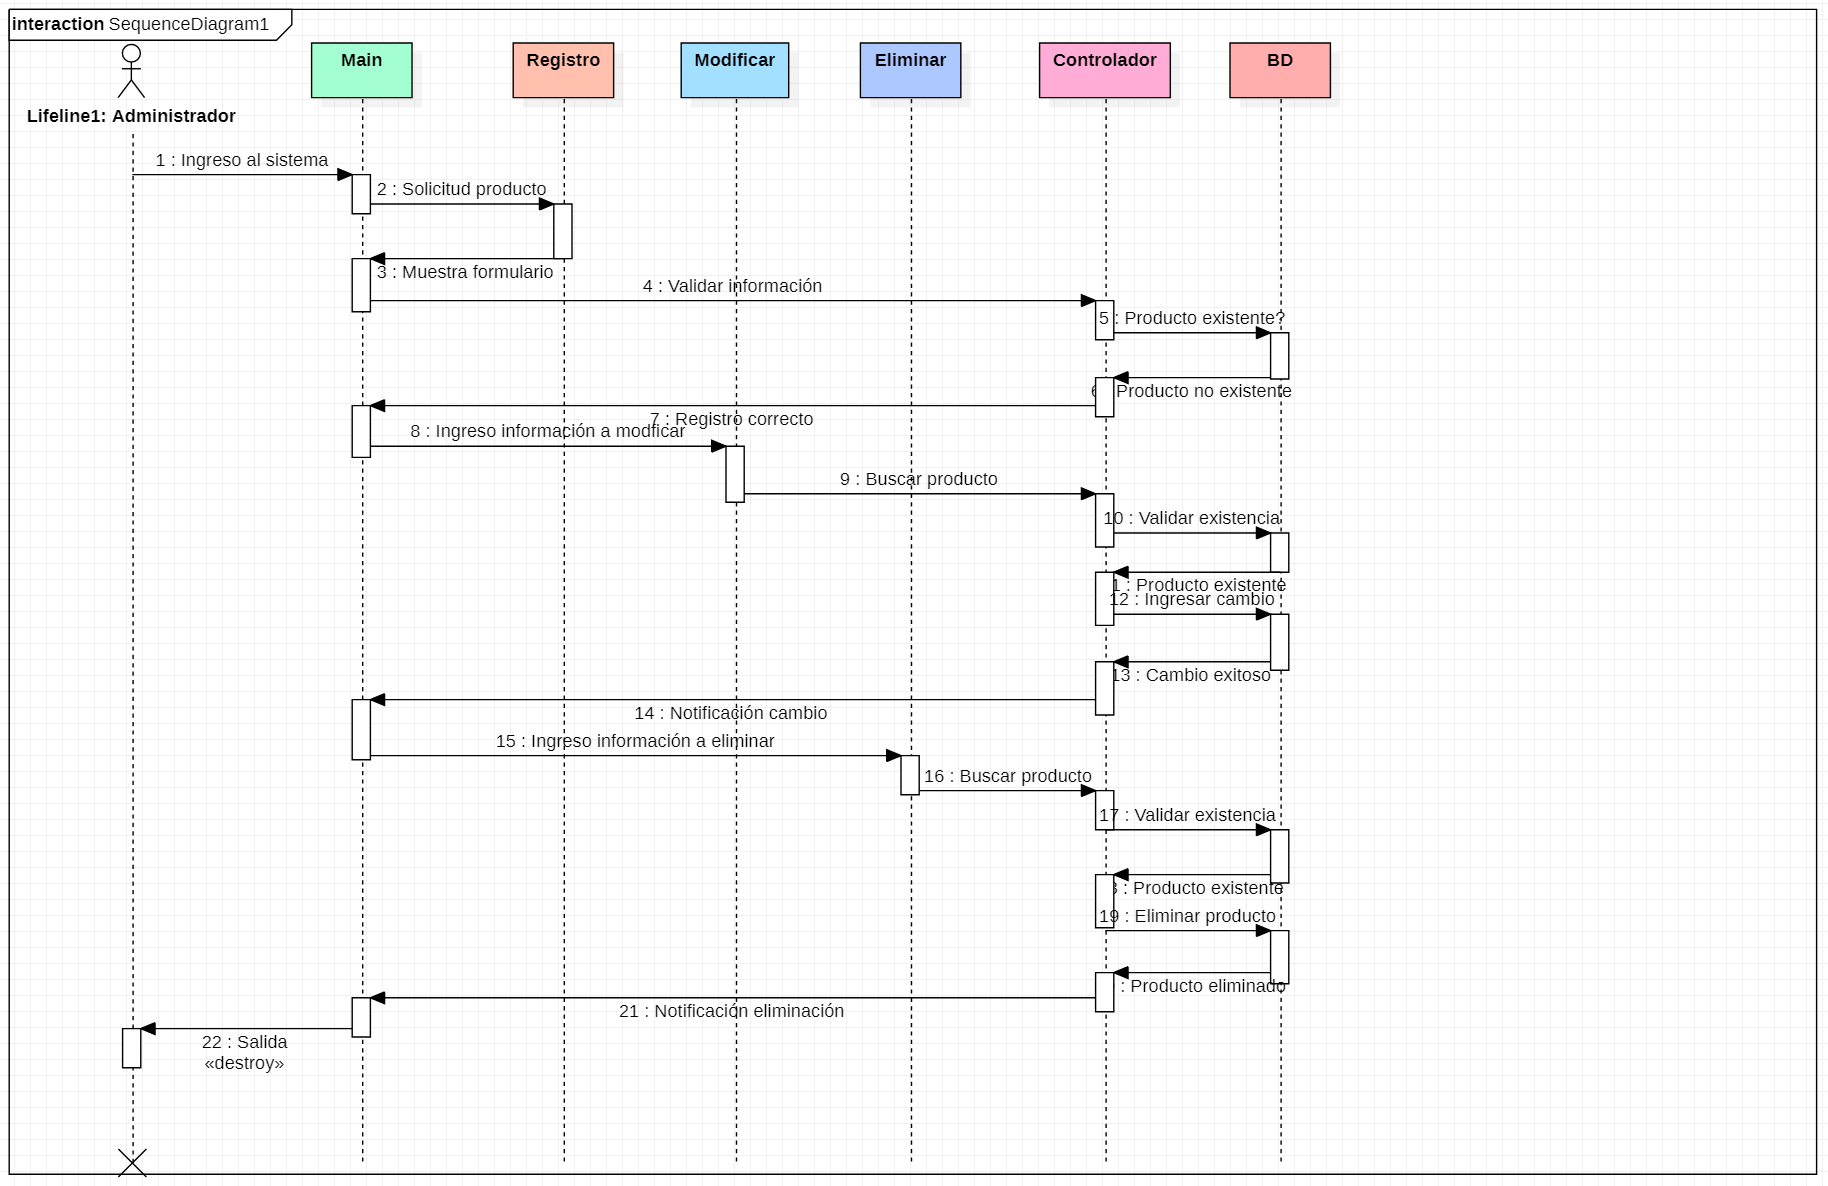 interaction SequenceDiagram1
Main
Registro
Modificar
Eliminar
Controlador
BD
Lifeline1: Administrador
1 : Ingreso al sistema
2 : Solicitud producto
3 : Muestra formulario
4 : Validar información
5 : Producto existente?
Producto no existente
7 : Registro correcto
8 : Ingreso información a modficar
9 : Buscar producto
10 : Validar existencia
1 : Producto existente
12 : Ingresar cambio
13 : Cambio exitoso
14 : Notificación cambio
15 : Ingreso información a eliminar
16 : Buscar producto
17 : Validar existencia
: Producto existente
19 : Eliminar producto
: Producto eliminado
21 : Notificación eliminación
22 : Salida
«destroy»